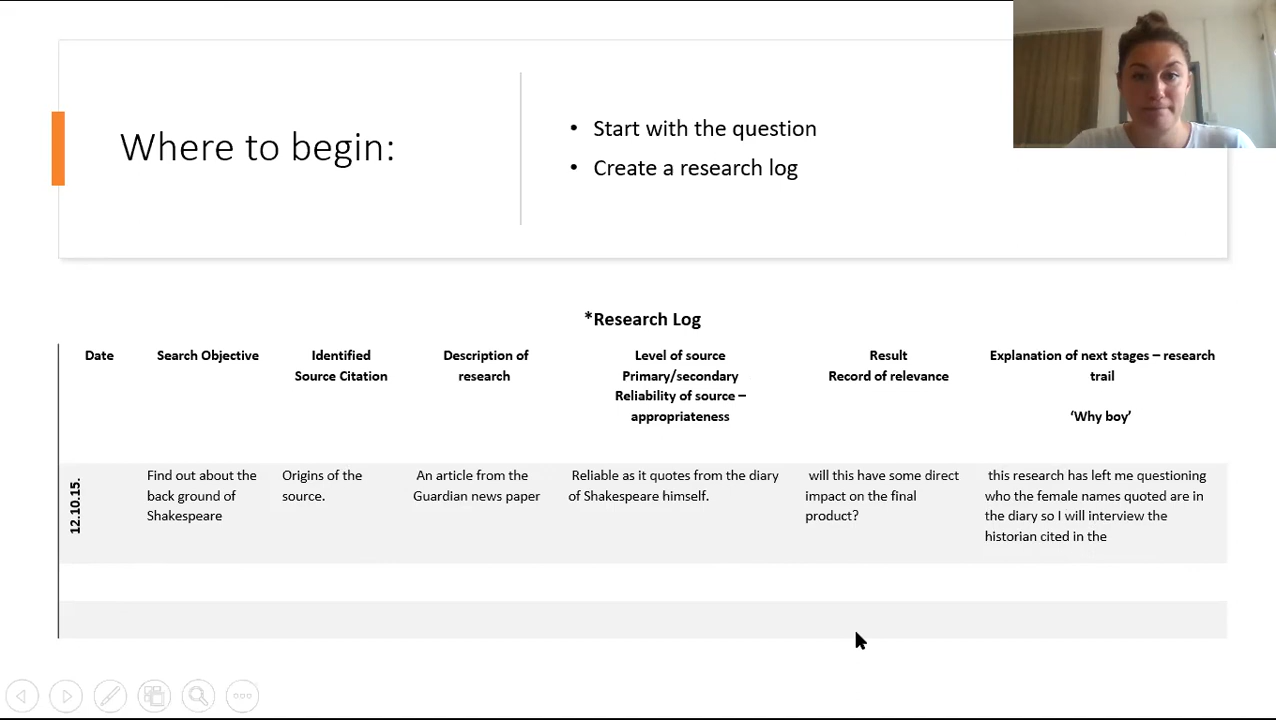 Where to begin:
• Start with the question
• Create a research log
*Research Log
Date
Search Objective
Identified
Source Citation
Description of
research
Level of source
Primary/secondary
Reliability of source –
appropriateness
Result
Record of relevance
Explanation of next stages – research
trail
‘Why boy’
12.10.15.
Find out about the
back ground of
Shakespeare
Origins of the
source.
An article from the
Guardian news paper
Reliable as it quotes from the diary
of Shakespeare himself.
will this have some direct
impact on the final
product?
this research has left me questioning
who the female names quoted are in
the diary so I will interview the
historian cited in the